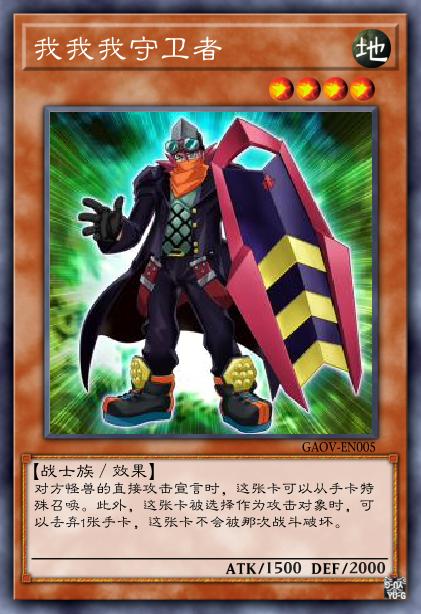 我我我守卫者
地
GAOV-EN005
【战士族／效果】
对方怪兽的直接攻击宣言时，这张卡可以从手卡特
殊召唤。此外，这张卡被选择作为攻击对象时，可
以丢弃1张手卡，这张卡不会被那次战斗破坏。
ATK/1500 DEF/2000